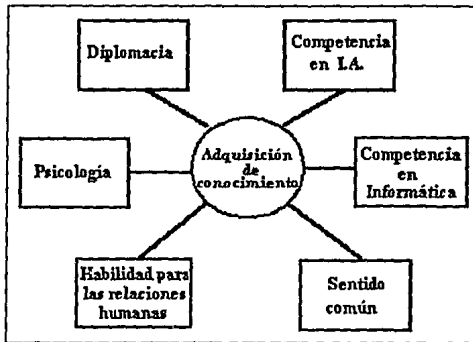 Diplomacia
Competencia
en I.A.
Psicología
Adquisición
de
conocimiento
Competencia
en
Informática
Habilidad para
las relaciones
humanas
Sentido
común